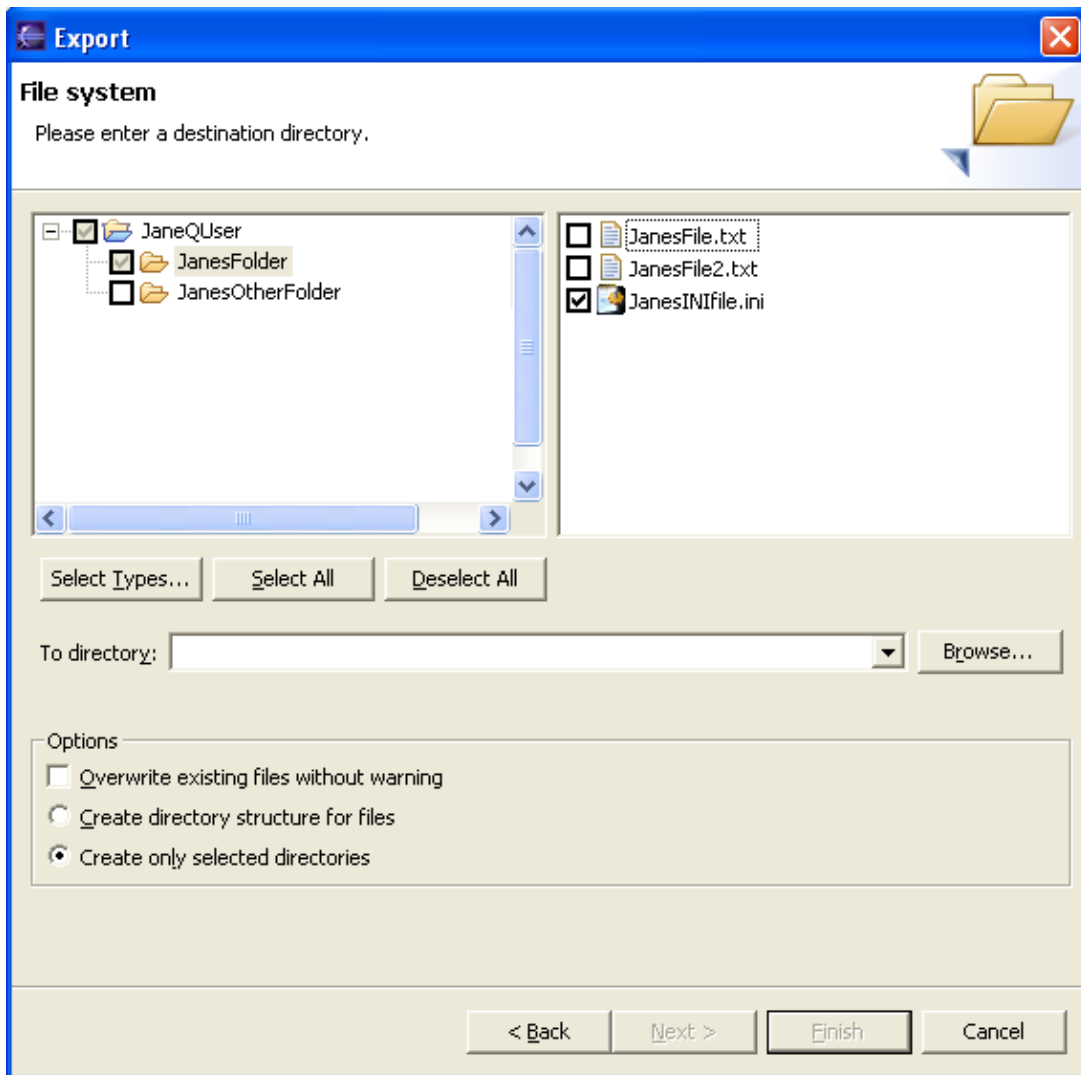 Export
File system
Please enter a destination directory.
JaneQUser
JanesFolder
JanesOtherFolder
JanesFile.txt
JanesFile2.txt
JanesINIfile.ini
Select Types...
Select All
Deselect All
To directory:
Browse...
Options
Overwrite existing files without warning
Create directory structure for files
Create only selected directories
< Back
Next >
Finish
Cancel